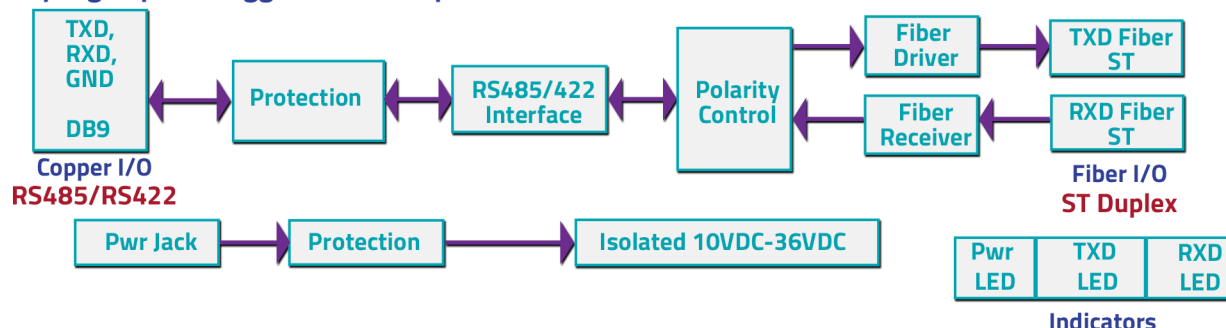 TXD,
RXD,
GND
DB9
Copper I/O
RS485/RS422
Protection
RS485/422
Interface
Polarity
Control
Fiber
Driver
TXD Fiber
ST
Fiber
Receiver
RXD Fiber
ST
Fiber I/O
ST Duplex
Pwr Jack
Protection
Isolated 10VDC-36VDC
Pwr
LED
TXD
LED
RXD
LED
Indicators